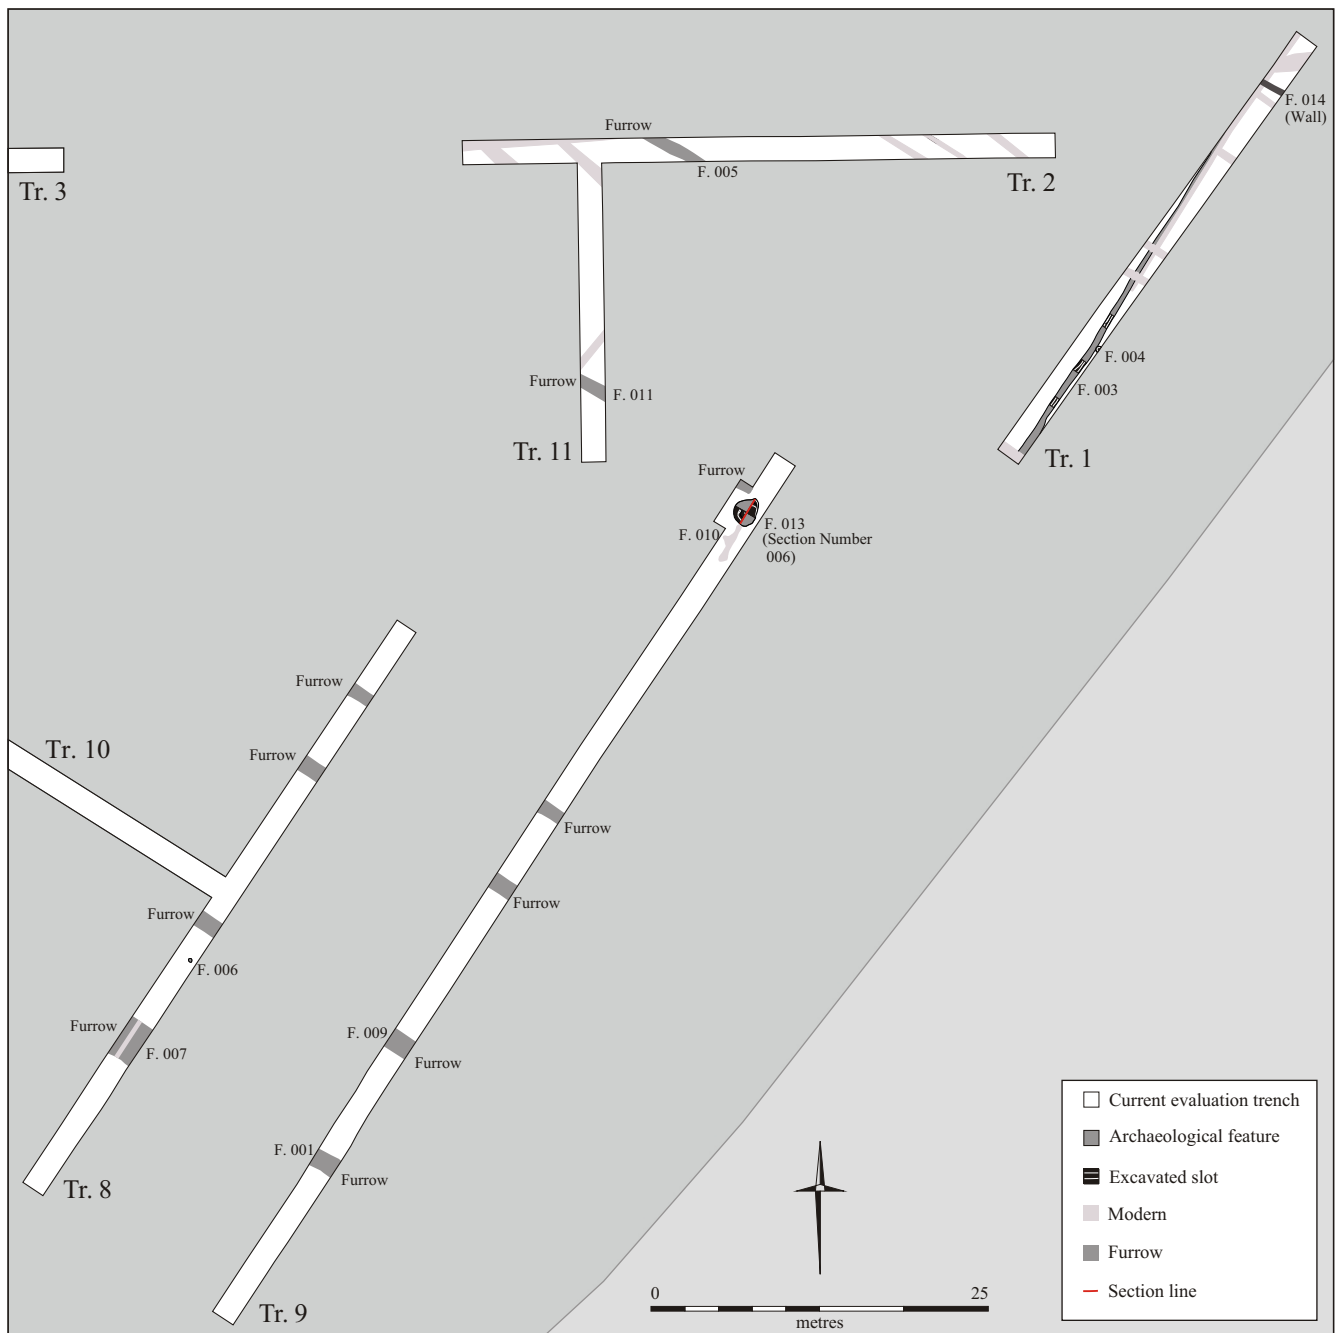 F. 014
(Wall)
Furrow
F. 005
Tr. 3
Tr. 2
F. 004
Furrow
F. 011
F. 003
Tr. 11
Tr. 1
Furrow
F. 010
F. 013
(Section Number
006)
Furrow
Tr. 10
Furrow
Furrow
Furrow
Furrow
F. 006
Furrow
F. 007
F. 009
Furrow
F. 001
Furrow
Tr. 8
Tr. 9
0
25
metres
Current evaluation trench
Archaeological feature
Excavated slot
Modern
Furrow
Section line